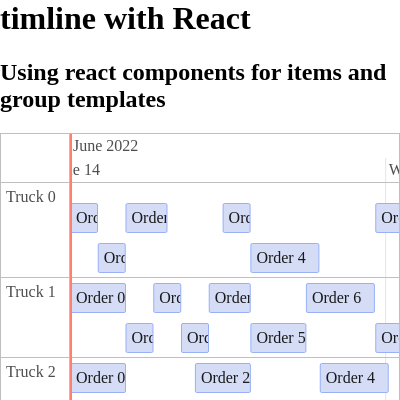 timline with React
Using react components for items and
group templates
June 2022
e 14 W
Truck 0
Orc Order Orc Or
Orc Order 4
Truck 1
Order 0 Orc Order Order 6
Orc Orc Order 5 Or
Truck 2
Order 0 Order 2 Order 4